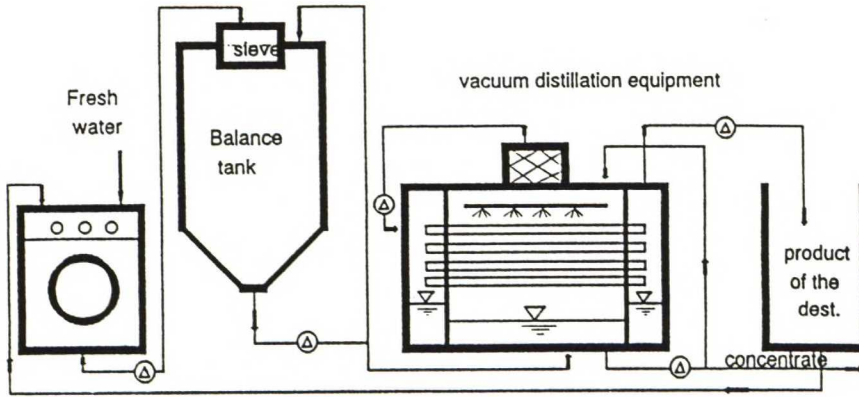 sieve
vacuum distillation equipment
Fresh
water
Balance
tank
product
of the
dest.
concentrate